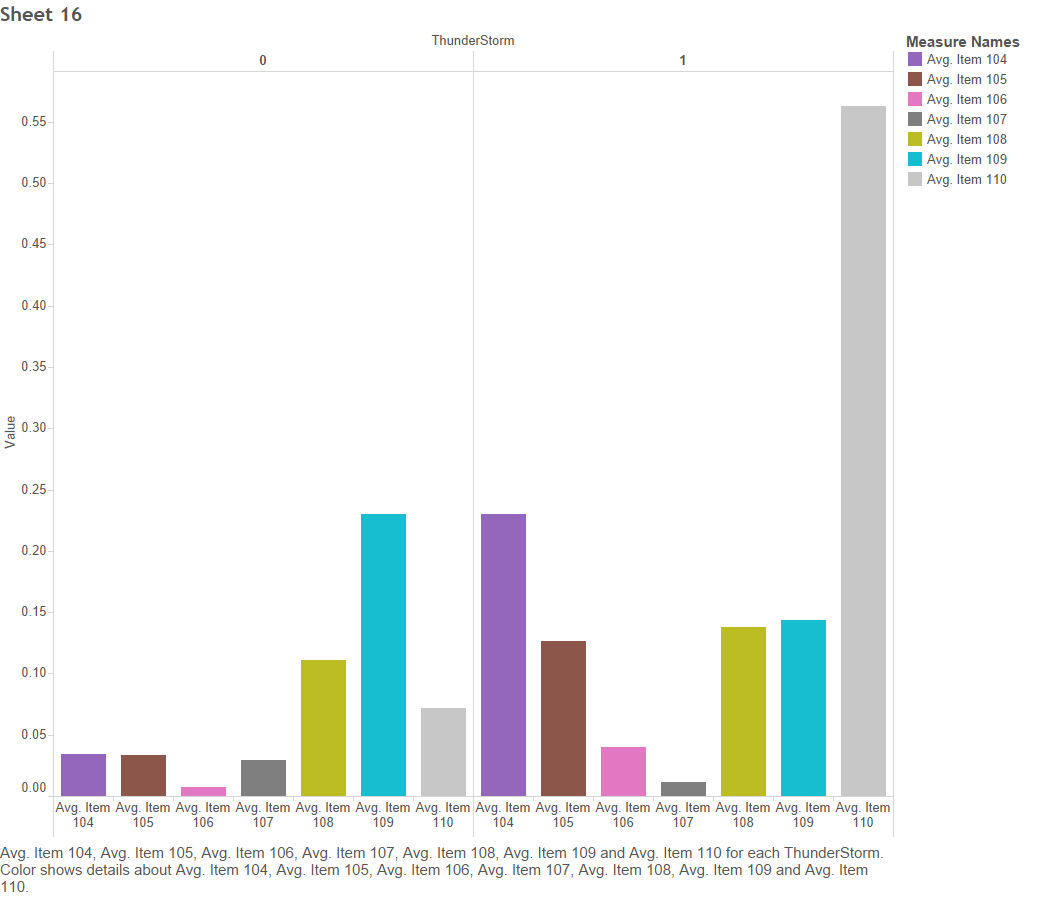 Sheet 16
ThunderStorm
0
1
Measure Names
Avg. Item 104
Avg. Item 105
Avg. Item 106
Avg. Item 107
Avg. Item 108
Avg. Item 109
Avg. Item 110
Value
0.55
0.50
0.45
0.40
0.35
0.30
0.25
0.20
0.15
0.10
0.05
0.00
Avg. Item
104
Avg. Item
105
Avg. Item
106
Avg. Item
107
Avg. Item
108
Avg. Item
109
Avg. Item
110
Avg. Item
104
Avg. Item
105
Avg. Item
106
Avg. Item
107
Avg. Item
108
Avg. Item
109
Avg. Item
110
Avg. Item 104, Avg. Item 105, Avg. Item 106, Avg. Item 107, Avg. Item 108, Avg. Item 109 and Avg. Item 110 for each ThunderStorm.
Color shows details about Avg. Item 104, Avg. Item 105, Avg. Item 106, Avg. Item 107, Avg. Item 108, Avg. Item 109 and Avg. Item
110.